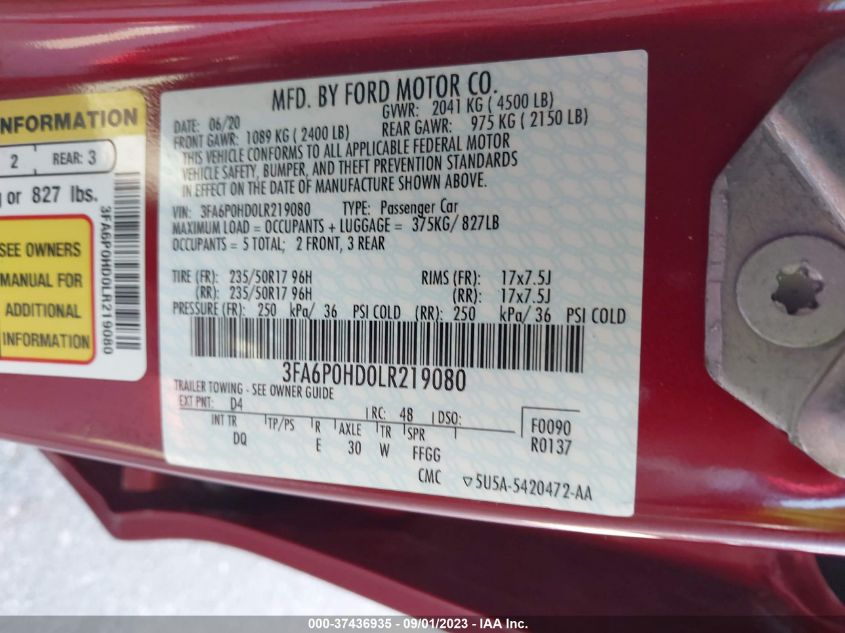 NFORMATION
2 REAR: 3
g or 827 lbs.
SEE OWNERS
MANUAL FOR
ADDITIONAL
INFORMATION
3FA6P0HD0LR219080
MFD. BY FORD MOTOR CO.
DATE: 06/20 GVWR: 2041 KG ( 4500 LB)
FRONT GAWR: 1089 KG ( 2400 LB) REAR GAWR: 975 KG ( 2150 LB)
THIS VEHICLE CONFORMS TO ALL APPLICABLE FEDERAL MOTOR
VEHICLE SAFETY, BUMPER, AND THEFT PREVENTION STANDARDS
IN EFFECT ON THE DATE OF MANUFACTURE SHOWN ABOVE.
VIN: 3FA6P0HD0LR219080 TYPE: Passenger Car
MAXIMUM LOAD = OCCUPANTS + LUGGAGE = 375KG/ 827LB
OCCUPANTS = 5 TOTAL; 2 FRONT, 3 REAR
TIRE (FR): 235/50R17 96H RIMS (FR): 17x7.5J
(RR): 235/50R17 96H (RR): 17x7.5J
PRESSURE (FR): 250 kPa/ 36 PSI COLD (RR): 250 kPa/ 36 PSI COLD
3FA6P0HD0LR219080
TRAILER TOWING - SEE OWNER GUIDE
EXT PNT: D4 RC: 48 DSO:
INT TR TP/PS R AXLE TR SPR
DQ E 30 W FFGG
F0090
R0137
CMC ▽5U5A-5420472-AA
000-37436935 - 09/01/2023 - IAA Inc.